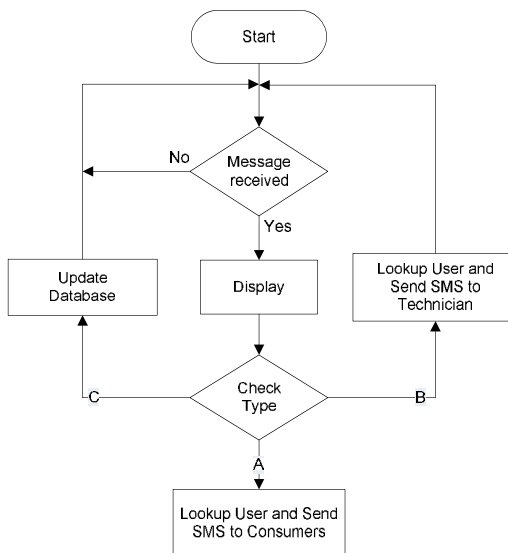 Start
Message
received
No
Yes
Update
Database
Display
Lookup User and
Send SMS to
Technician
Check
Type
C
B
A
Lookup User and Send
SMS to Consumers